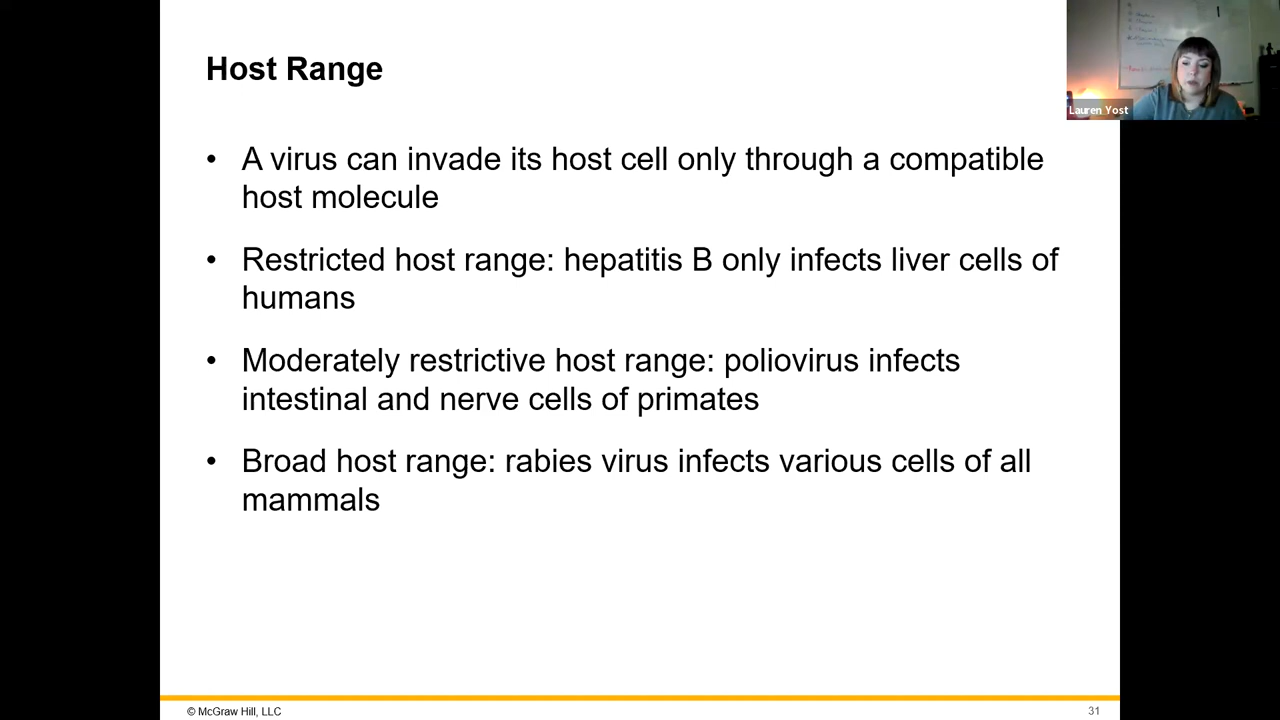 Host Range
Lauren Yost
• A virus can invade its host cell only through a compatible
host molecule
• Restricted host range: hepatitis B only infects liver cells of
humans
• Moderately restrictive host range: poliovirus infects
intestinal and nerve cells of primates
• Broad host range: rabies virus infects various cells of all
mammals
© McGraw Hill, LLC
31